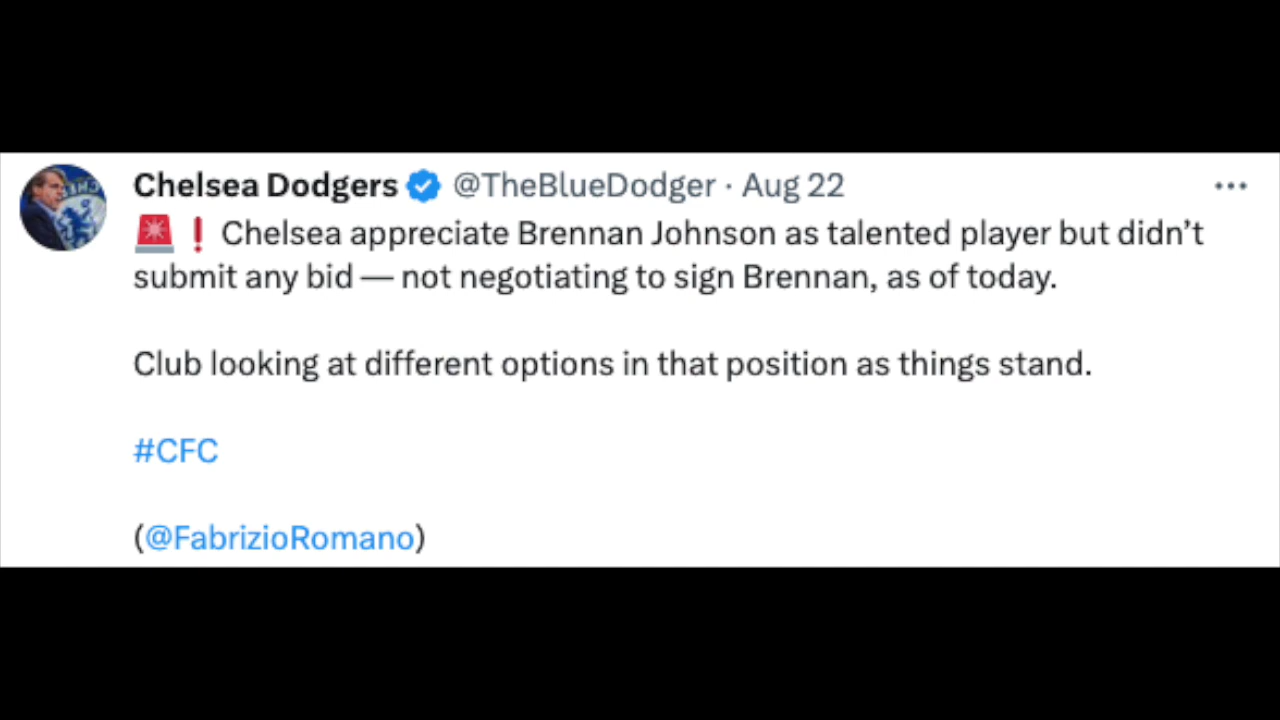 Chelsea Dodgers @TheBlueDodger · Aug 22
🚨❗ Chelsea appreciate Brennan Johnson as talented player but didn’t
submit any bid — not negotiating to sign Brennan, as of today.
Club looking at different options in that position as things stand.
#CFC
(@FabrizioRomano)